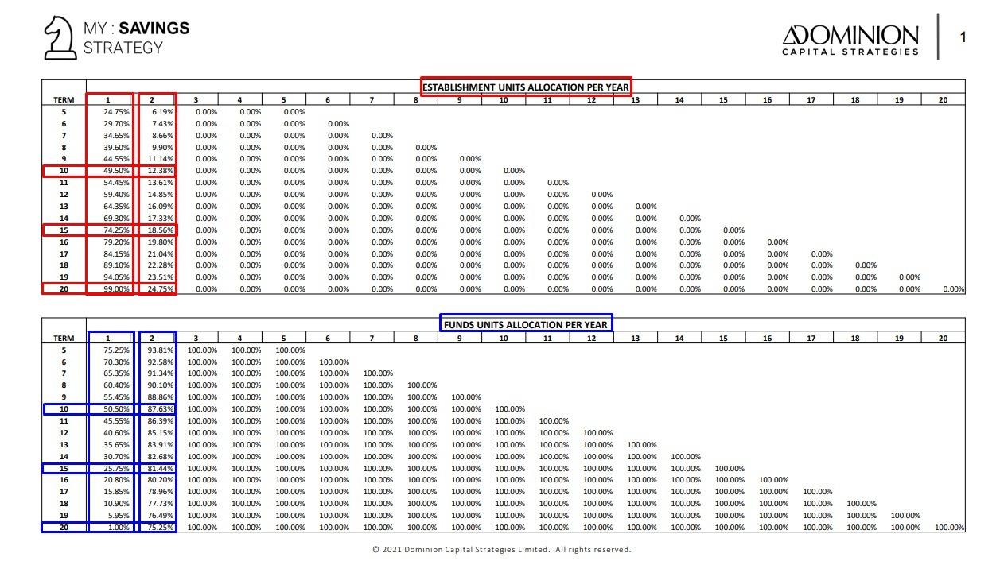 MY : SAVINGS
STRATEGY
ADOMINION
CAPITAL STRATEGIES
1
ESTABLISHMENT UNITS ALLOCATION PER YEAR
TERM 1 2 3 4 5 6 7 8 9 10 11 12 13 14 15 16 17 18 19 20
5 24.75% 6.19% 0.00% 0.00% 0.00%
6 29.70% 7.43% 0.00% 0.00% 0.00% 0.00%
7 34.65% 8.66% 0.00% 0.00% 0.00% 0.00% 0.00%
8 39.60% 9.90% 0.00% 0.00% 0.00% 0.00% 0.00% 0.00%
9 44.55% 11.14% 0.00% 0.00% 0.00% 0.00% 0.00% 0.00% 0.00%
10 49.50% 12.38% 0.00% 0.00% 0.00% 0.00% 0.00% 0.00% 0.00% 0.00%
11 54.45% 13.61% 0.00% 0.00% 0.00% 0.00% 0.00% 0.00% 0.00% 0.00% 0.00%
12 59.40% 14.85% 0.00% 0.00% 0.00% 0.00% 0.00% 0.00% 0.00% 0.00% 0.00% 0.00%
13 64.35% 16.09% 0.00% 0.00% 0.00% 0.00% 0.00% 0.00% 0.00% 0.00% 0.00% 0.00% 0.00%
14 69.30% 17.33% 0.00% 0.00% 0.00% 0.00% 0.00% 0.00% 0.00% 0.00% 0.00% 0.00% 0.00% 0.00%
15 74.25% 18.56% 0.00% 0.00% 0.00% 0.00% 0.00% 0.00% 0.00% 0.00% 0.00% 0.00% 0.00% 0.00% 0.00%
16 79.20% 19.80% 0.00% 0.00% 0.00% 0.00% 0.00% 0.00% 0.00% 0.00% 0.00% 0.00% 0.00% 0.00% 0.00% 0.00%
17 84.15% 21.04% 0.00% 0.00% 0.00% 0.00% 0.00% 0.00% 0.00% 0.00% 0.00% 0.00% 0.00% 0.00% 0.00% 0.00% 0.00%
18 89.10% 22.28% 0.00% 0.00% 0.00% 0.00% 0.00% 0.00% 0.00% 0.00% 0.00% 0.00% 0.00% 0.00% 0.00% 0.00% 0.00% 0.00%
19 94.05% 23.51% 0.00% 0.00% 0.00% 0.00% 0.00% 0.00% 0.00% 0.00% 0.00% 0.00% 0.00% 0.00% 0.00% 0.00% 0.00% 0.00% 0.00%
20 99.00% 24.75% 0.00% 0.00% 0.00% 0.00% 0.00% 0.00% 0.00% 0.00% 0.00% 0.00% 0.00% 0.00% 0.00% 0.00% 0.00% 0.00% 0.00% 0.00%
FUNDS UNITS ALLOCATION PER YEAR
TERM 1 2 3 4 5 6 7 8 9 10 11 12 13 14 15 16 17 18 19 20
5 75.25% 93.81% 100.00% 100.00% 100.00%
6 70.30% 92.58% 100.00% 100.00% 100.00% 100.00%
7 65.35% 91.34% 100.00% 100.00% 100.00% 100.00% 100.00%
8 60.40% 90.10% 100.00% 100.00% 100.00% 100.00% 100.00% 100.00%
9 55.45% 88.86% 100.00% 100.00% 100.00% 100.00% 100.00% 100.00% 100.00%
10 50.50% 87.63% 100.00% 100.00% 100.00% 100.00% 100.00% 100.00% 100.00% 100.00%
11 45.55% 86.39% 100.00% 100.00% 100.00% 100.00% 100.00% 100.00% 100.00% 100.00% 100.00%
12 40.60% 85.15% 100.00% 100.00% 100.00% 100.00% 100.00% 100.00% 100.00% 100.00% 100.00% 100.00%
13 35.65% 83.91% 100.00% 100.00% 100.00% 100.00% 100.00% 100.00% 100.00% 100.00% 100.00% 100.00% 100.00%
14 30.70% 82.68% 100.00% 100.00% 100.00% 100.00% 100.00% 100.00% 100.00% 100.00% 100.00% 100.00% 100.00% 100.00%
15 25.75% 81.44% 100.00% 100.00% 100.00% 100.00% 100.00% 100.00% 100.00% 100.00% 100.00% 100.00% 100.00% 100.00% 100.00%
16 20.80% 80.20% 100.00% 100.00% 100.00% 100.00% 100.00% 100.00% 100.00% 100.00% 100.00% 100.00% 100.00% 100.00% 100.00% 100.00%
17 15.85% 78.96% 100.00% 100.00% 100.00% 100.00% 100.00% 100.00% 100.00% 100.00% 100.00% 100.00% 100.00% 100.00% 100.00% 100.00% 100.00%
18 10.90% 77.73% 100.00% 100.00% 100.00% 100.00% 100.00% 100.00% 100.00% 100.00% 100.00% 100.00% 100.00% 100.00% 100.00% 100.00% 100.00% 100.00%
19 5.95% 76.49% 100.00% 100.00% 100.00% 100.00% 100.00% 100.00% 100.00% 100.00% 100.00% 100.00% 100.00% 100.00% 100.00% 100.00% 100.00% 100.00% 100.00%
20 1.00% 75.25% 100.00% 100.00% 100.00% 100.00% 100.00% 100.00% 100.00% 100.00% 100.00% 100.00% 100.00% 100.00% 100.00% 100.00% 100.00% 100.00% 100.00% 100.00%
© 2021 Dominion Capital Strategies Limited. All rights reserved.